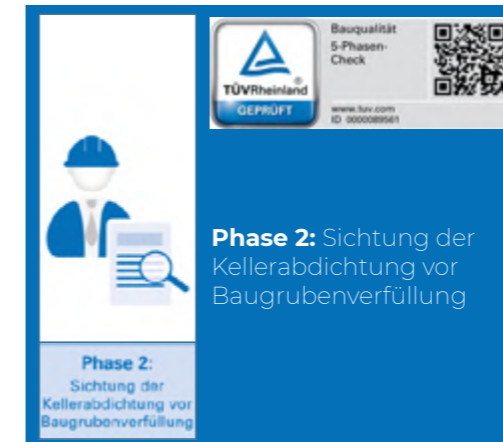 Bauqualität
5-Phasen-
Check
TÜVRheinland®
GEPRÜFT
www.tuv.com
ID 0000089561
Phase 2: Sichtung der
Kellerabdichtung vor
Baugrubenverfüllung
Phase 2:
Sichtung der
Kellerabdichtung vor
Baugrubenverfüllung